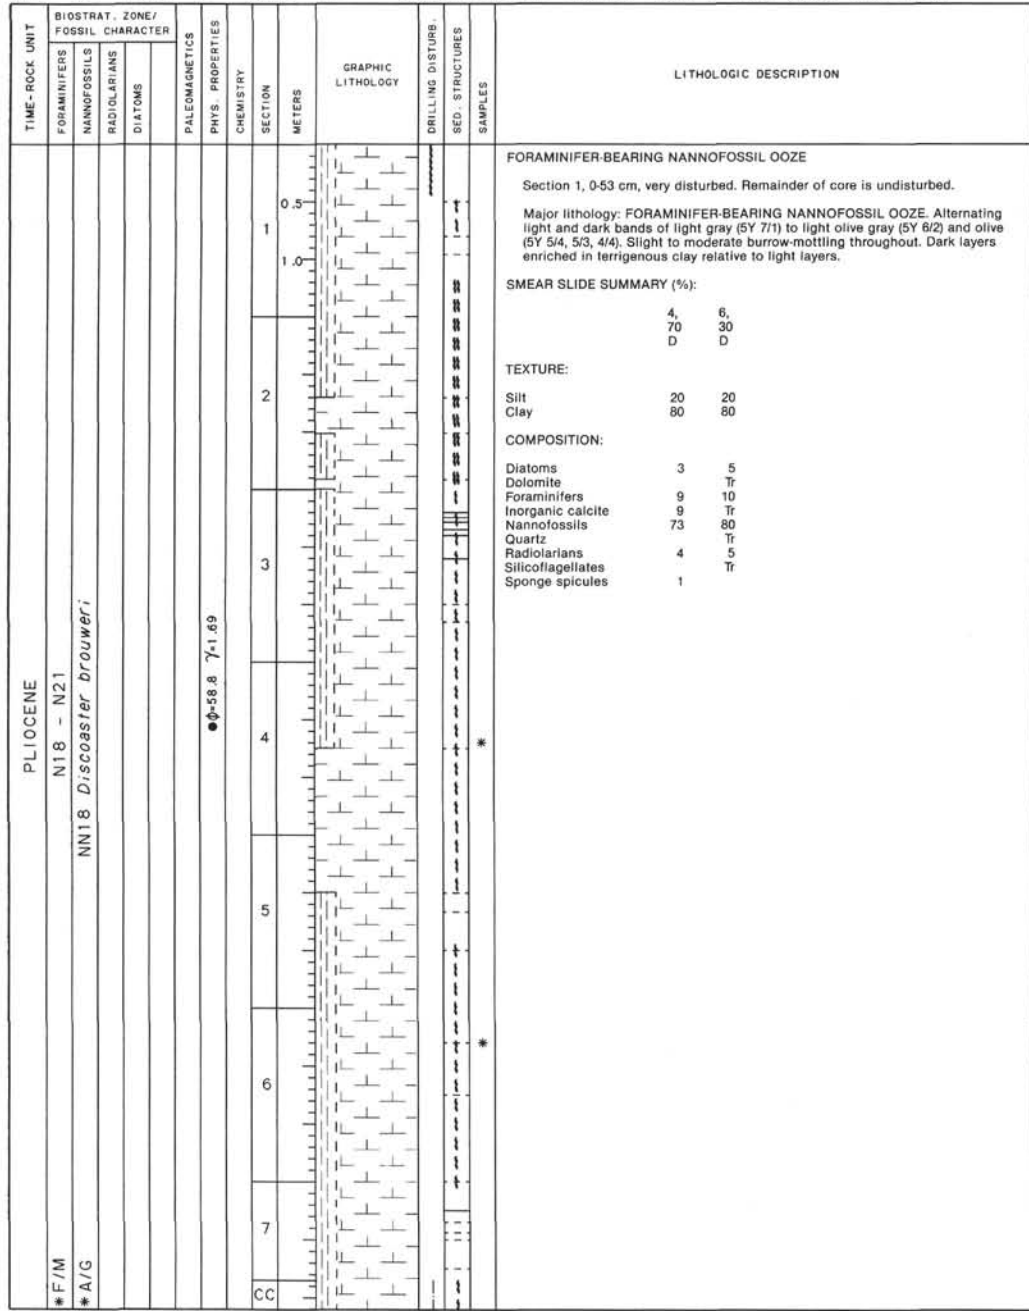 TIME-ROCK UNIT
BIOSTRAT. ZONE/
FOSSIL CHARACTER
FORAMINIFERS
NANNOFOSSILS
RADIOLARIANS
DIATOMS
PALEOMAGNETICS
PHYS. PROPERTIES
CHEMISTRY
SECTION
METERS
GRAPHIC
LITHOLOGY
DRILLING DISTURB.
SED. STRUCTURES
SAMPLES
LITHOLOGIC DESCRIPTION
PLIOCENE
N18 - N21
* F/M
NN18 Discoaster brouweri
* A/G
●Φ=58.8 γ=1.69
1
0.5
1.0
2
3
4
*
5
6
*
7
CC
FORAMINIFER-BEARING NANNOFOSSIL OOZE
Section 1, 0-53 cm, very disturbed. Remainder of core is undisturbed.
Major lithology: FORAMINIFER-BEARING NANNOFOSSIL OOZE. Alternating
light and dark bands of light gray (5Y 7/1) to light olive gray (5Y 6/2) and olive
(5Y 5/4, 5/3, 4/4). Slight to moderate burrow-mottling throughout. Dark layers
enriched in terrigenous clay relative to light layers.
SMEAR SLIDE SUMMARY (%):
4, 6,
70 30
D D
TEXTURE:
Silt 20 20
Clay 80 80
COMPOSITION:
Diatoms 3 5
Dolomite Tr
Foraminifers 9 10
Inorganic calcite 9 Tr
Nannofossils 73 80
Quartz Tr
Radiolarians 4 5
Silicoflagellates Tr
Sponge spicules 1